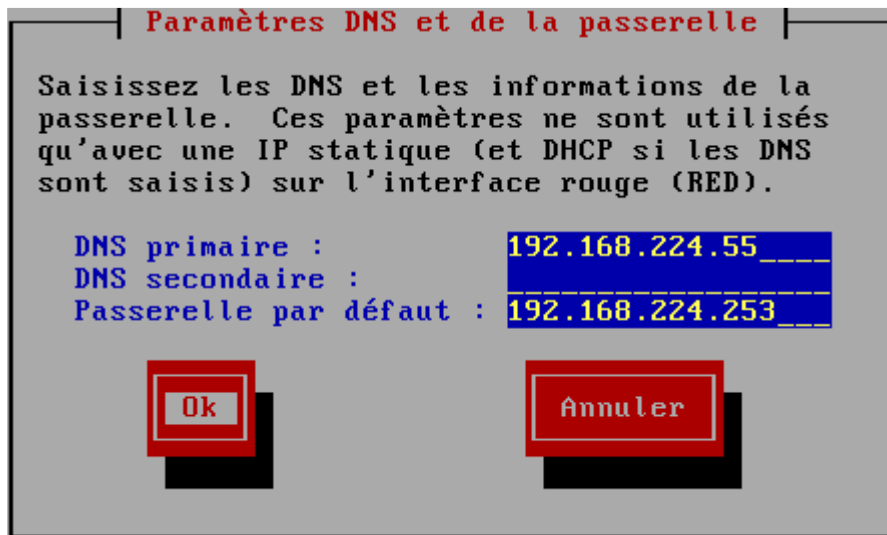 Paramètres DNS et de la passerelle
Saisissez les DNS et les informations de la
passerelle.  Ces paramètres ne sont utilisés
qu'avec une IP statique (et DHCP si les DNS
sont saisis) sur l'interface rouge (RED).
DNS primaire : 192.168.224.55____
DNS secondaire : __________________
Passerelle par défaut : 192.168.224.253___
Ok Annuler